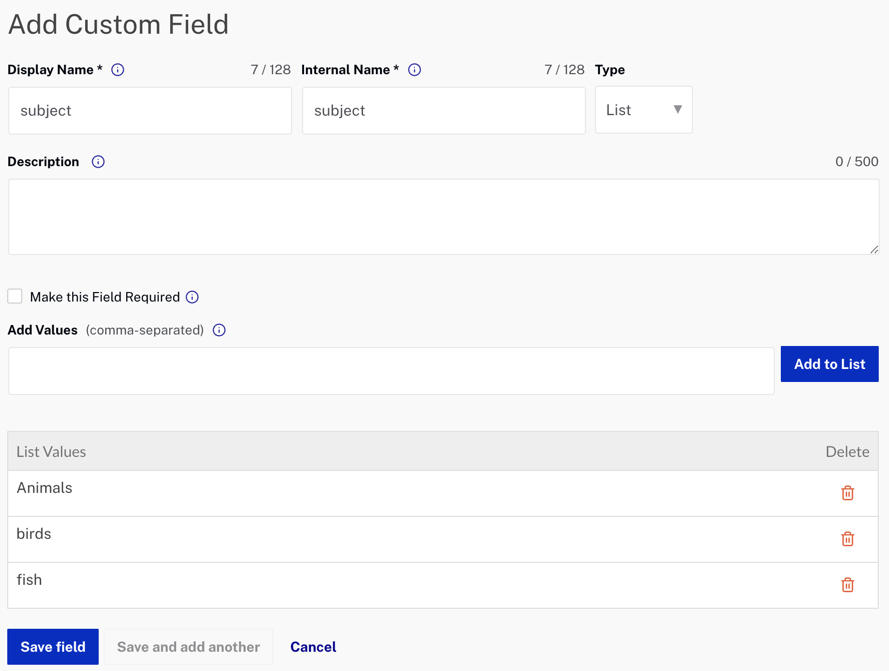 Add Custom Field
Display Name * 7 / 128 Internal Name * 7 / 128 Type
subject subject List
Description 0 / 500
Make this Field Required
Add Values (comma-separated)
Add to List
List Values Delete
Animals
birds
fish
Save field Save and add another Cancel